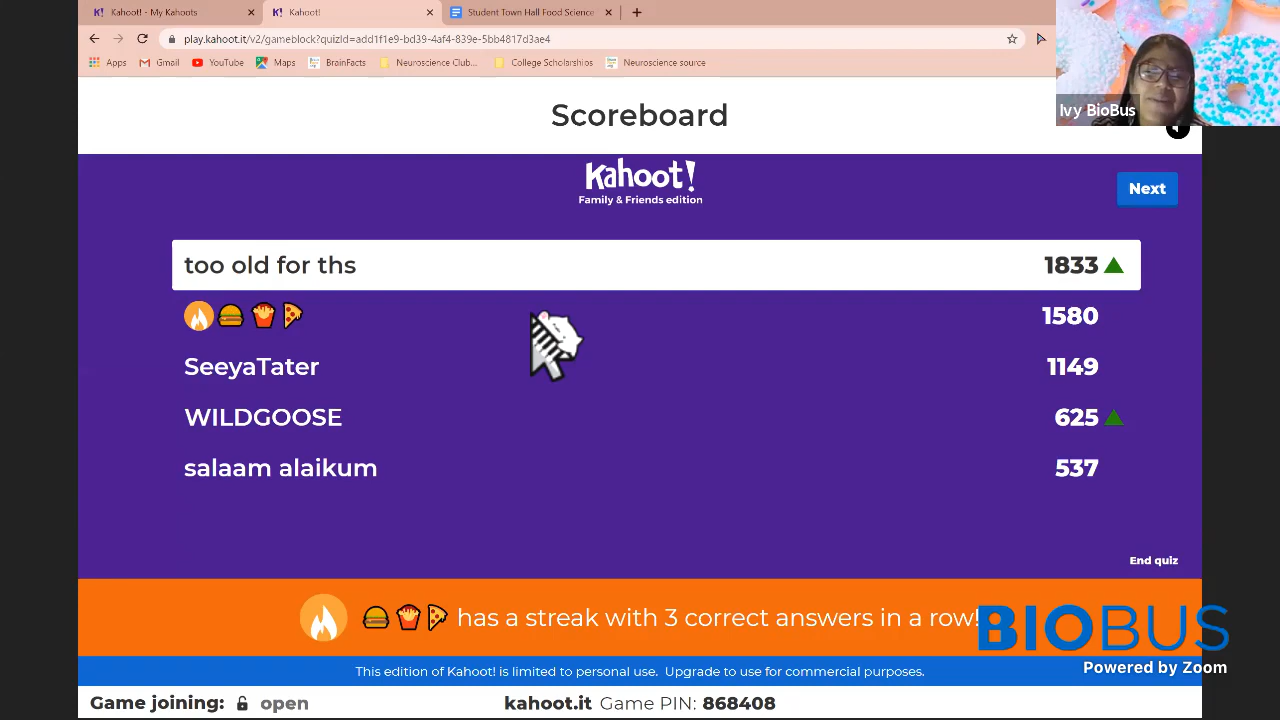 Kahoot! - My Kahoots
Kahoot!
Student Town Hall Food Science
play.kahoot.it/v2/gameblock?quizId=add1f1e9-bd39-4af4-839e-5bb4817d3ae4
Apps
Gmail
YouTube
Maps
BrainFacts
Neuroscience Club...
College Scholarships
Neuroscience source
Ivy BioBus
Scoreboard
Kahoot!
Family & Friends edition
Next
too old for ths 1833
🍔🍟🍕 1580
SeeyaTater 1149
WILDGOOSE 625
salaam alaikum 537
End quiz
🍔🍟🍕 has a streak with 3 correct answers in a row!
BIOBUS
Powered by Zoom
This edition of Kahoot! is limited to personal use. Upgrade to use for commercial purposes.
Game joining: open
kahoot.it Game PIN: 868408